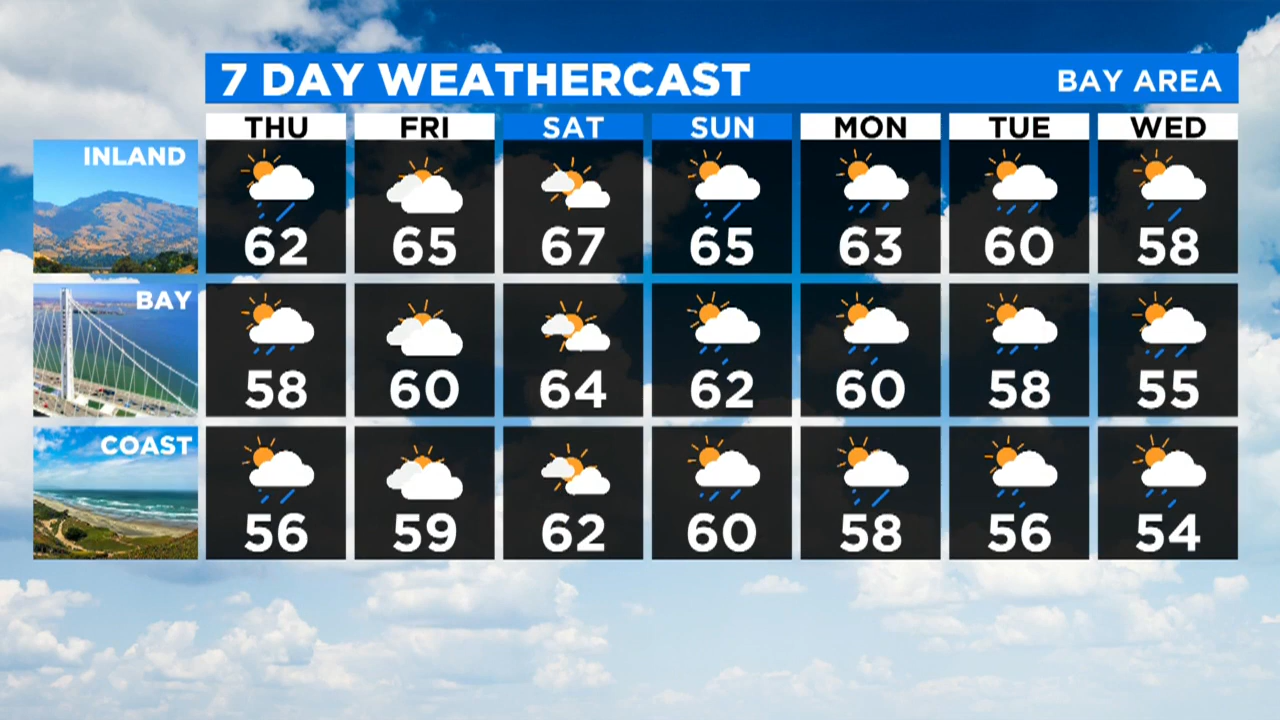 7 DAY WEATHERCAST BAY AREA
THU FRI SAT SUN MON TUE WED
INLAND
62 65 67 65 63 60 58
BAY
58 60 64 62 60 58 55
COAST
56 59 62 60 58 56 54